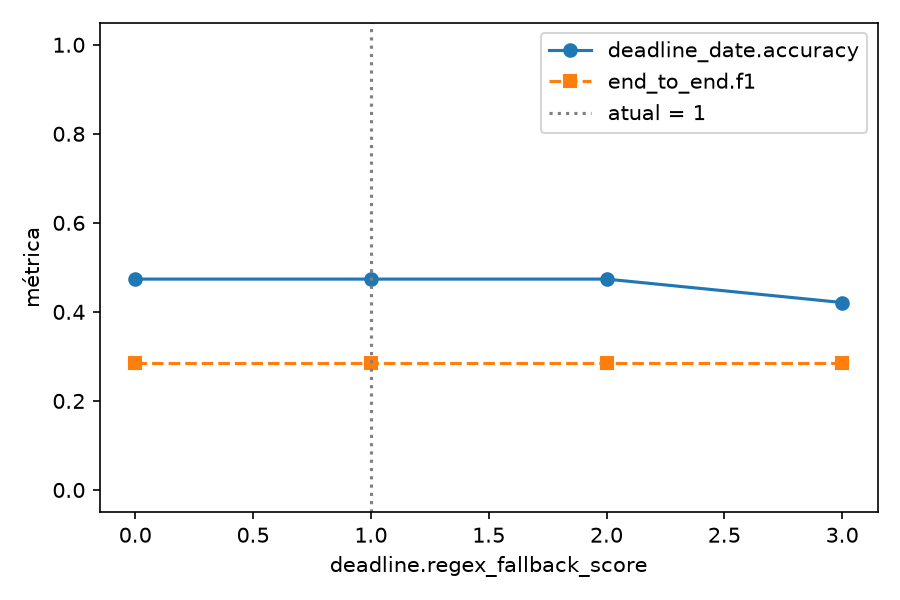 1.0
0.8
0.6
0.4
0.2
0.0
métrica
deadline_date.accuracy
end_to_end.f1
atual = 1
0.0 0.5 1.0 1.5 2.0 2.5 3.0
deadline.regex_fallback_score